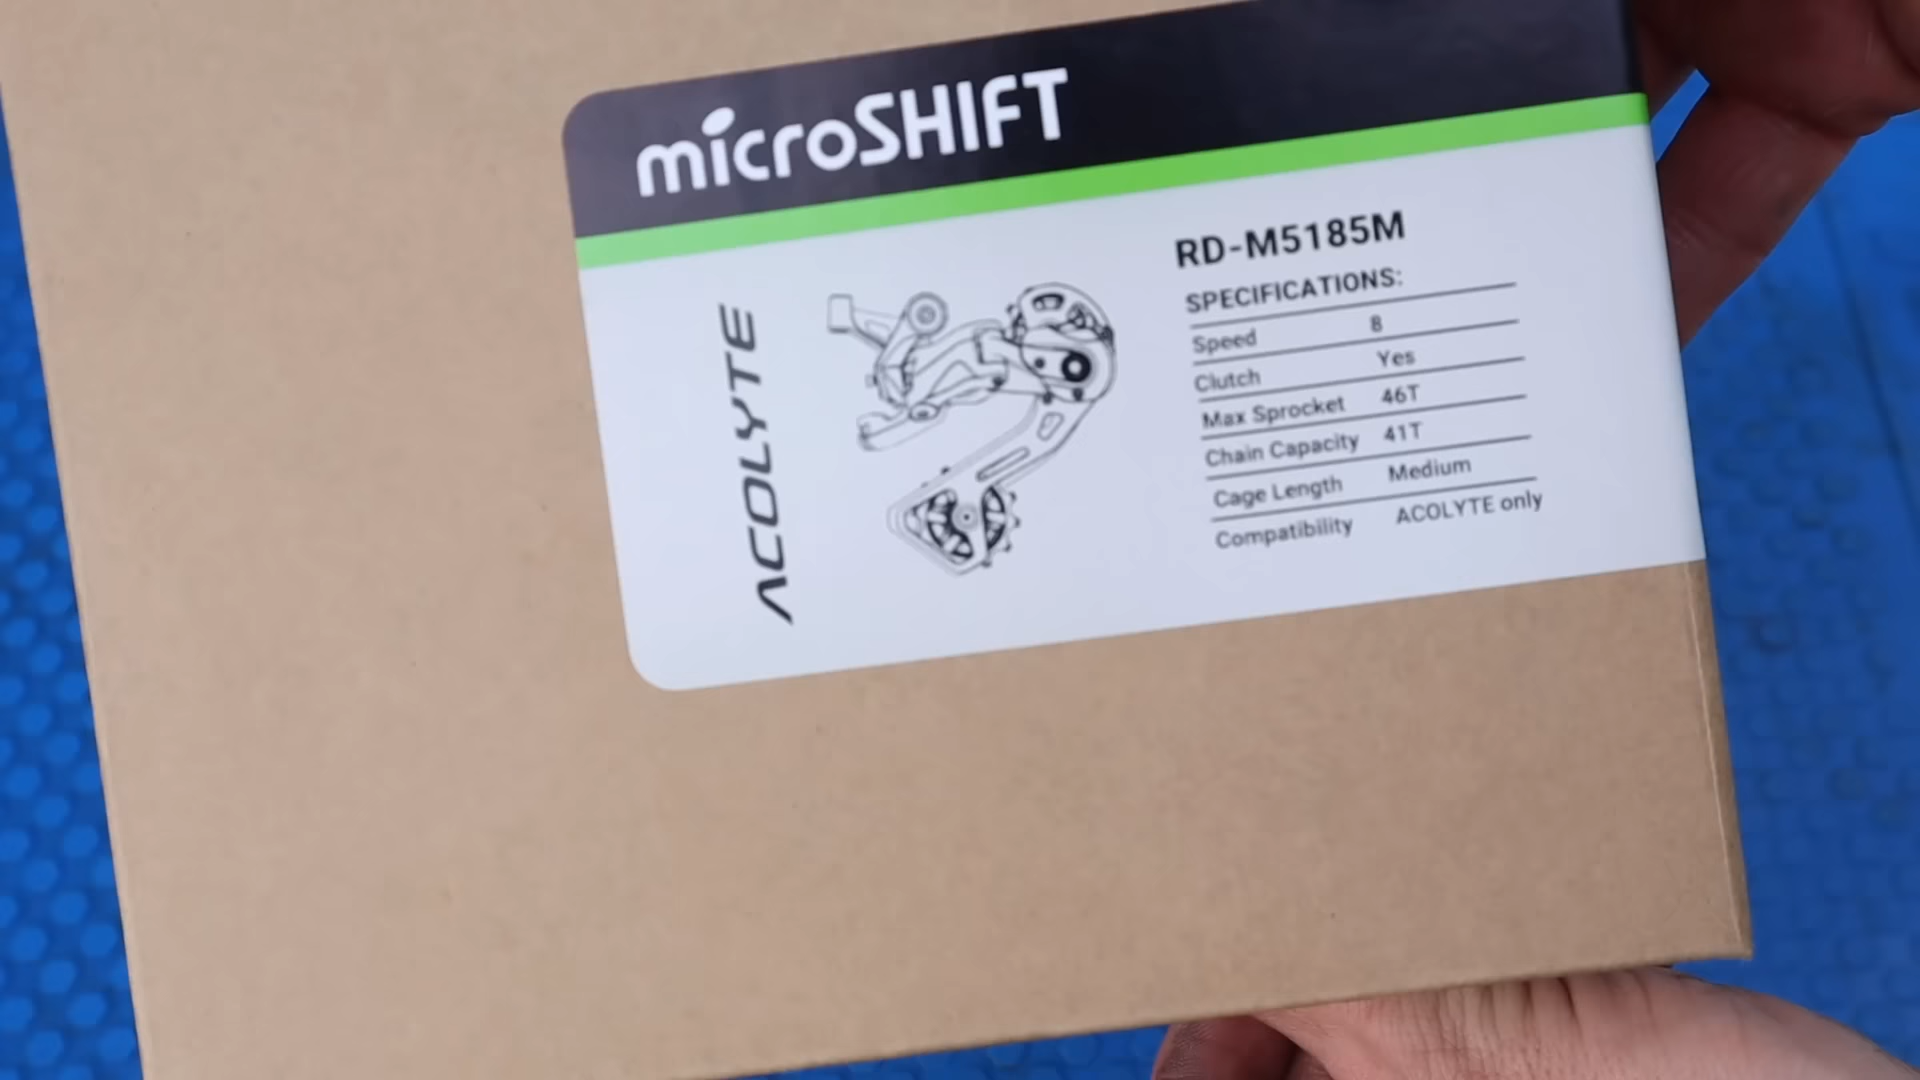 microSHIFT
ACOLYTE
RD-M5185M
SPECIFICATIONS:
Speed 8
Clutch Yes
Max Sprocket 46T
Chain Capacity 41T
Cage Length Medium
Compatibility ACOLYTE only